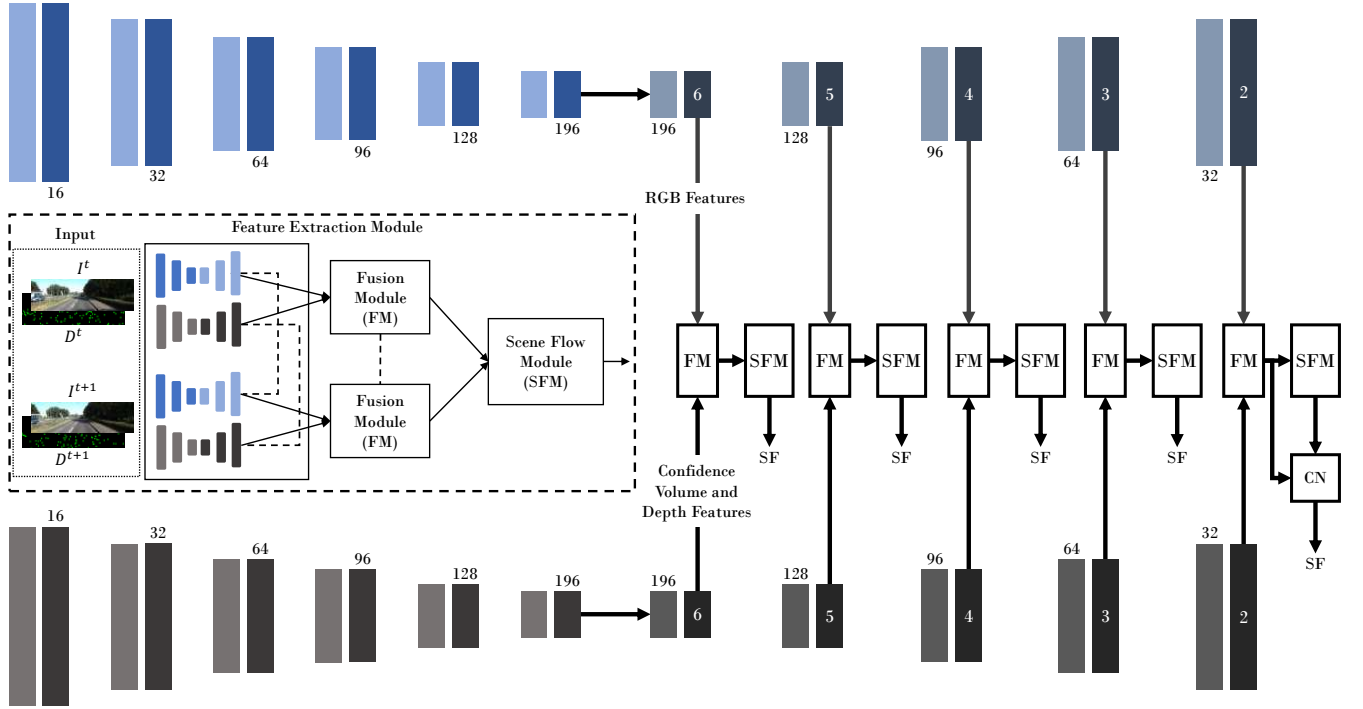 6
5
4
3
2
16
32
64
96
128
196
196
128
96
64
32
RGB Features
Feature Extraction Module
Input
I^t
D^t
I^{t+1}
D^{t+1}
Fusion
Module
(FM)
Fusion
Module
(FM)
Scene Flow
Module
(SFM)
FM
SFM
FM
SFM
FM
SFM
FM
SFM
FM
SFM
SF
SF
SF
SF
CN
SF
Confidence
Volume and
Depth Features
16
32
64
96
128
196
196
128
96
64
32
6
5
4
3
2